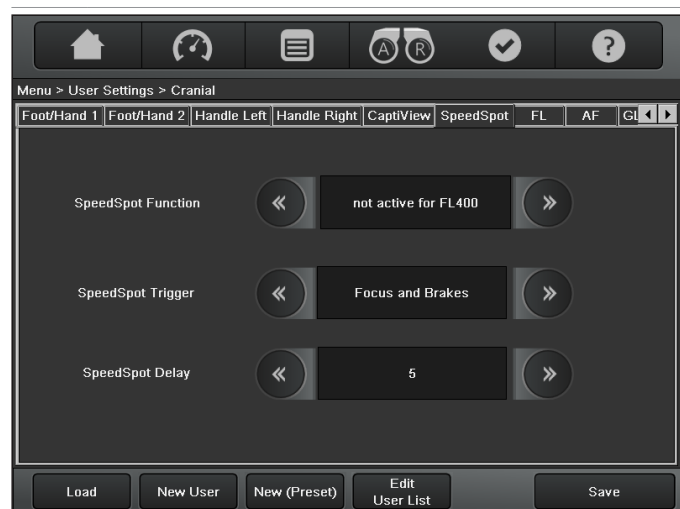 A R ?
Menu > User Settings > Cranial
Foot/Hand 1 Foot/Hand 2 Handle Left Handle Right CaptiView SpeedSpot FL AF
SpeedSpot Function « not active for FL400 »
SpeedSpot Trigger « Focus and Brakes »
SpeedSpot Delay « 5 »
Load New User New (Preset) Edit User List Save